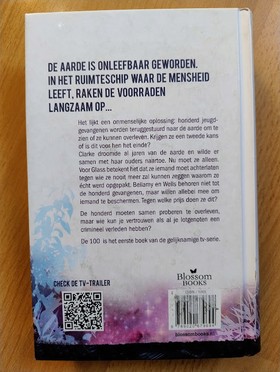 DE AARDE IS ONLEEFBAAR GEWORDEN.
IN HET RUIMTESCHIP WAAR DE MENSHEID
LEEFT, RAKEN DE VOORRADEN
LANGZAAM OP...
Het lijkt een onmenselijke oplossing: honderd jeugd-
gevangenen worden teruggestuurd naar de aarde om te
zien of ze kunnen overleven. Krijgen ze een tweede kans
of is dit voor hen het einde?
Clarke droomde al jaren van de aarde en wilde er
samen met haar ouders naartoe. Nu moet ze alleen.
Voor Glass betekent het dat ze iemand moet achterlaten
tegen wie ze nooit meer zal kunnen zeggen waarom ze
écht werd opgepakt. Bellamy en Wells behoren niet tot
de honderd gevangenen, maar willen allebei mee om
iemand te beschermen. Tegen welke prijs doen ze dit?
De honderd moeten samen proberen te overleven,
maar wie kun je vertrouwen als al je lotgenoten een
crimineel verleden hebben?
De 100 is het eerste boek van de gelijknamige tv-serie.
CHECK DE TV-TRAILER
Blossom
BOOKS